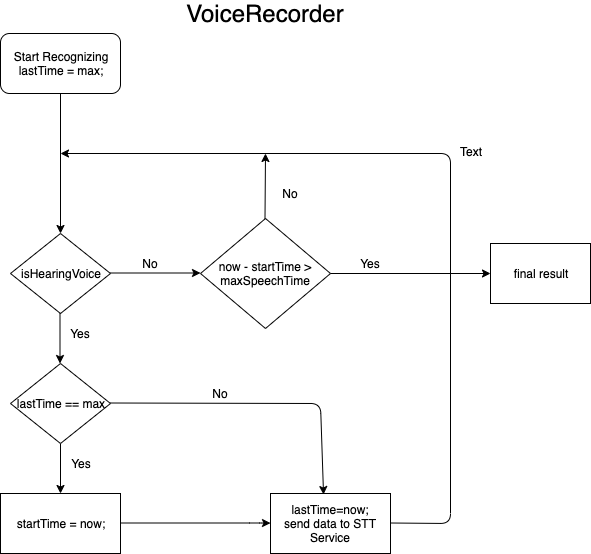 VoiceRecorder
Start Recognizing
lastTime = max;
Text
No
isHearingVoice
No
now - startTime >
maxSpeechTime
Yes
final result
Yes
lastTime == max
No
Yes
startTime = now;
lastTime=now;
send data to STT
Service